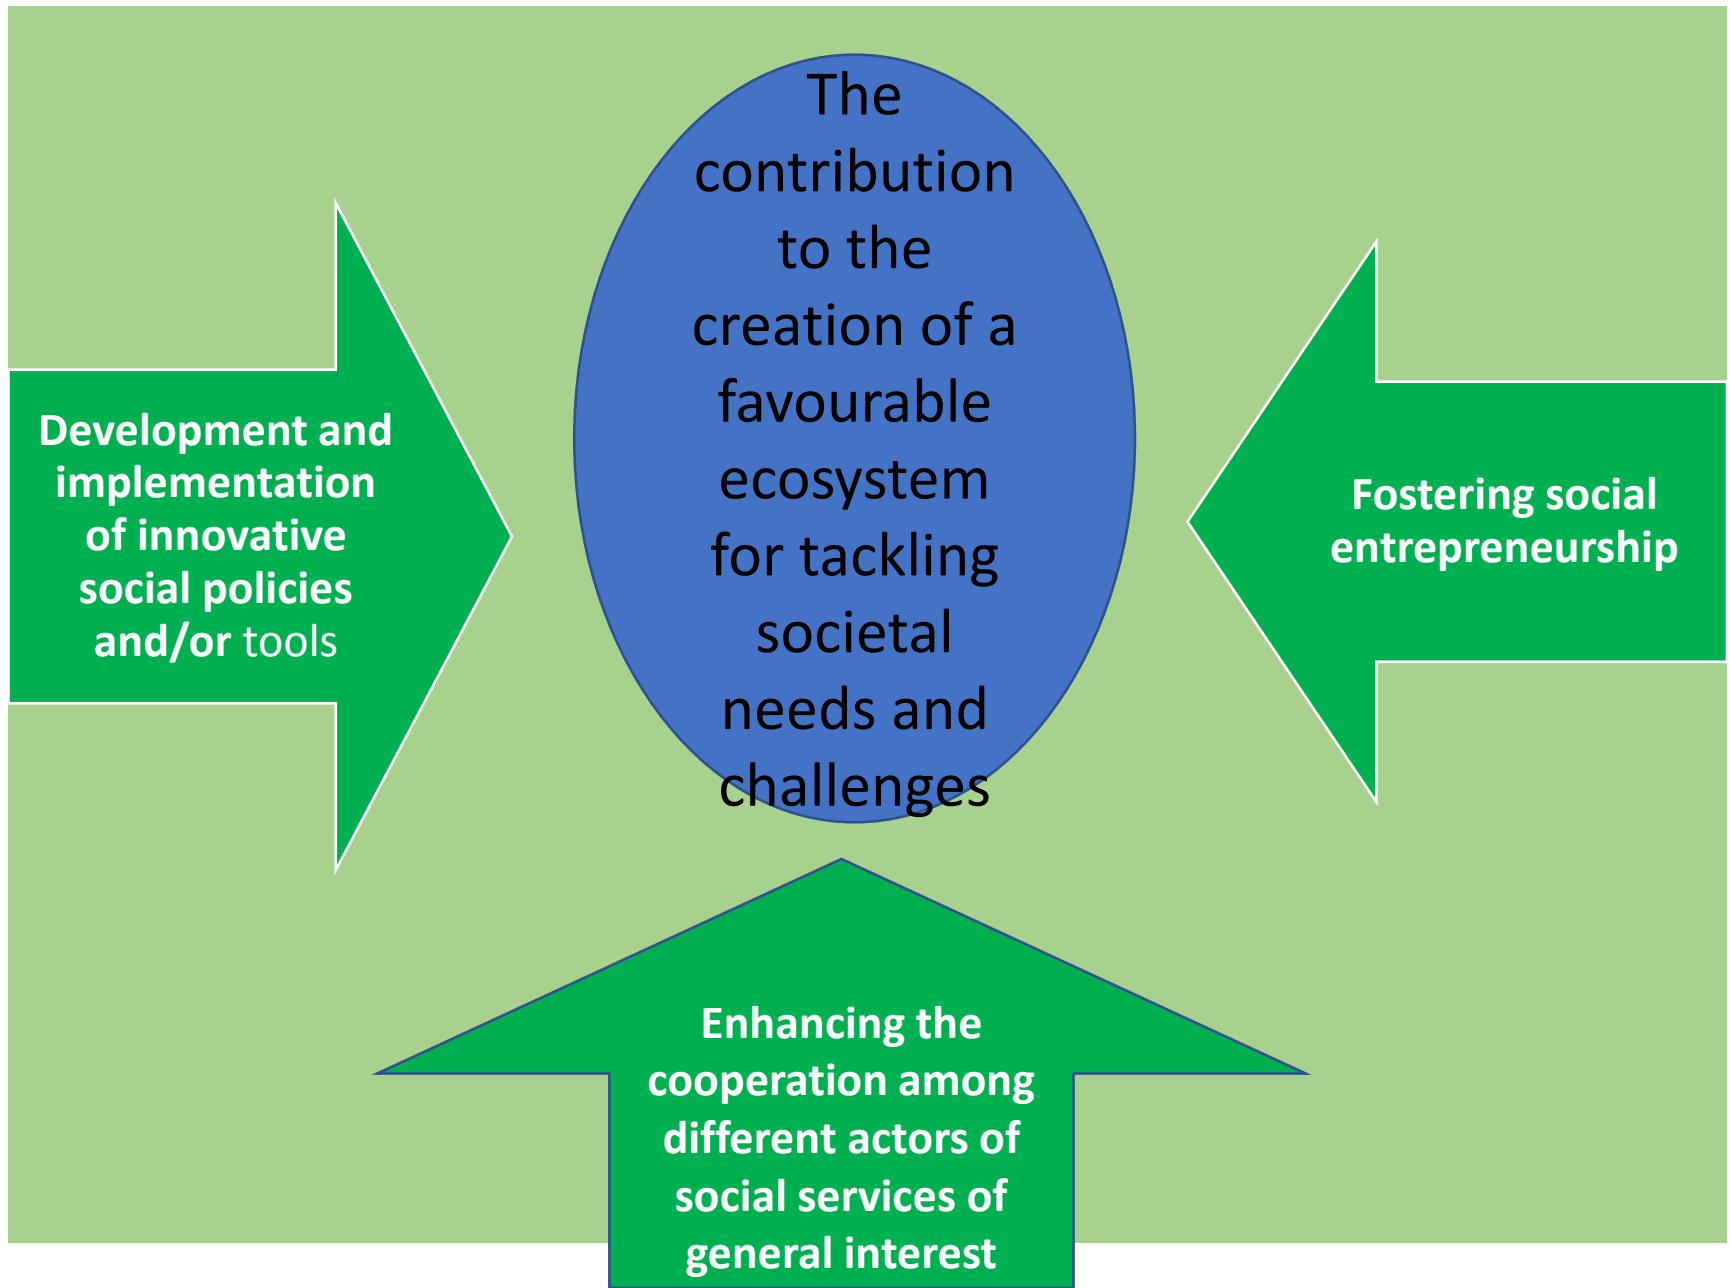 The
contribution
to the
creation of a
favourable
ecosystem
for tackling
societal
needs and
challenges
Development and
implementation
of innovative
social policies
and/or tools
Fostering social
entrepreneurship
Enhancing the
cooperation among
different actors of
social services of
general interest